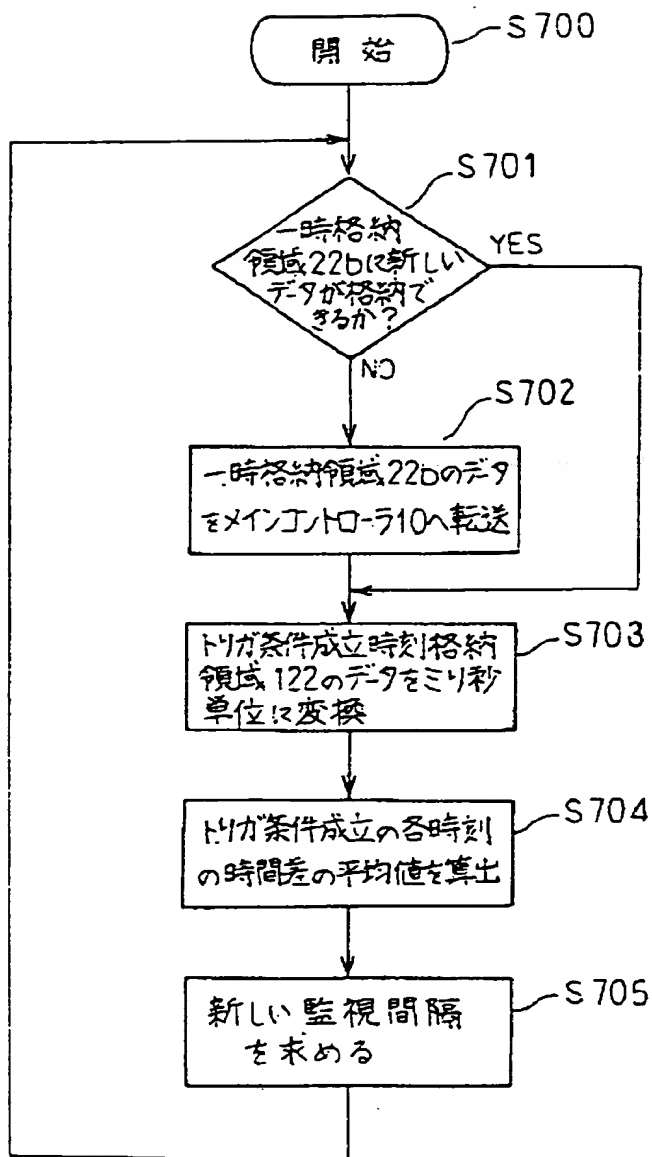 開始
S700
S701
一時格納
領域22bに新しい
データが格納で
きるか?
YES
NO
S702
一時格納領域22bのデータ
をメインコントローラ10へ転送
S703
トリガ条件成立時刻格納
領域122のデータをミリ秒
単位に変換
S704
トリガ条件成立の各時刻
の時間差の平均値を算出
S705
新しい監視間隔
を求める